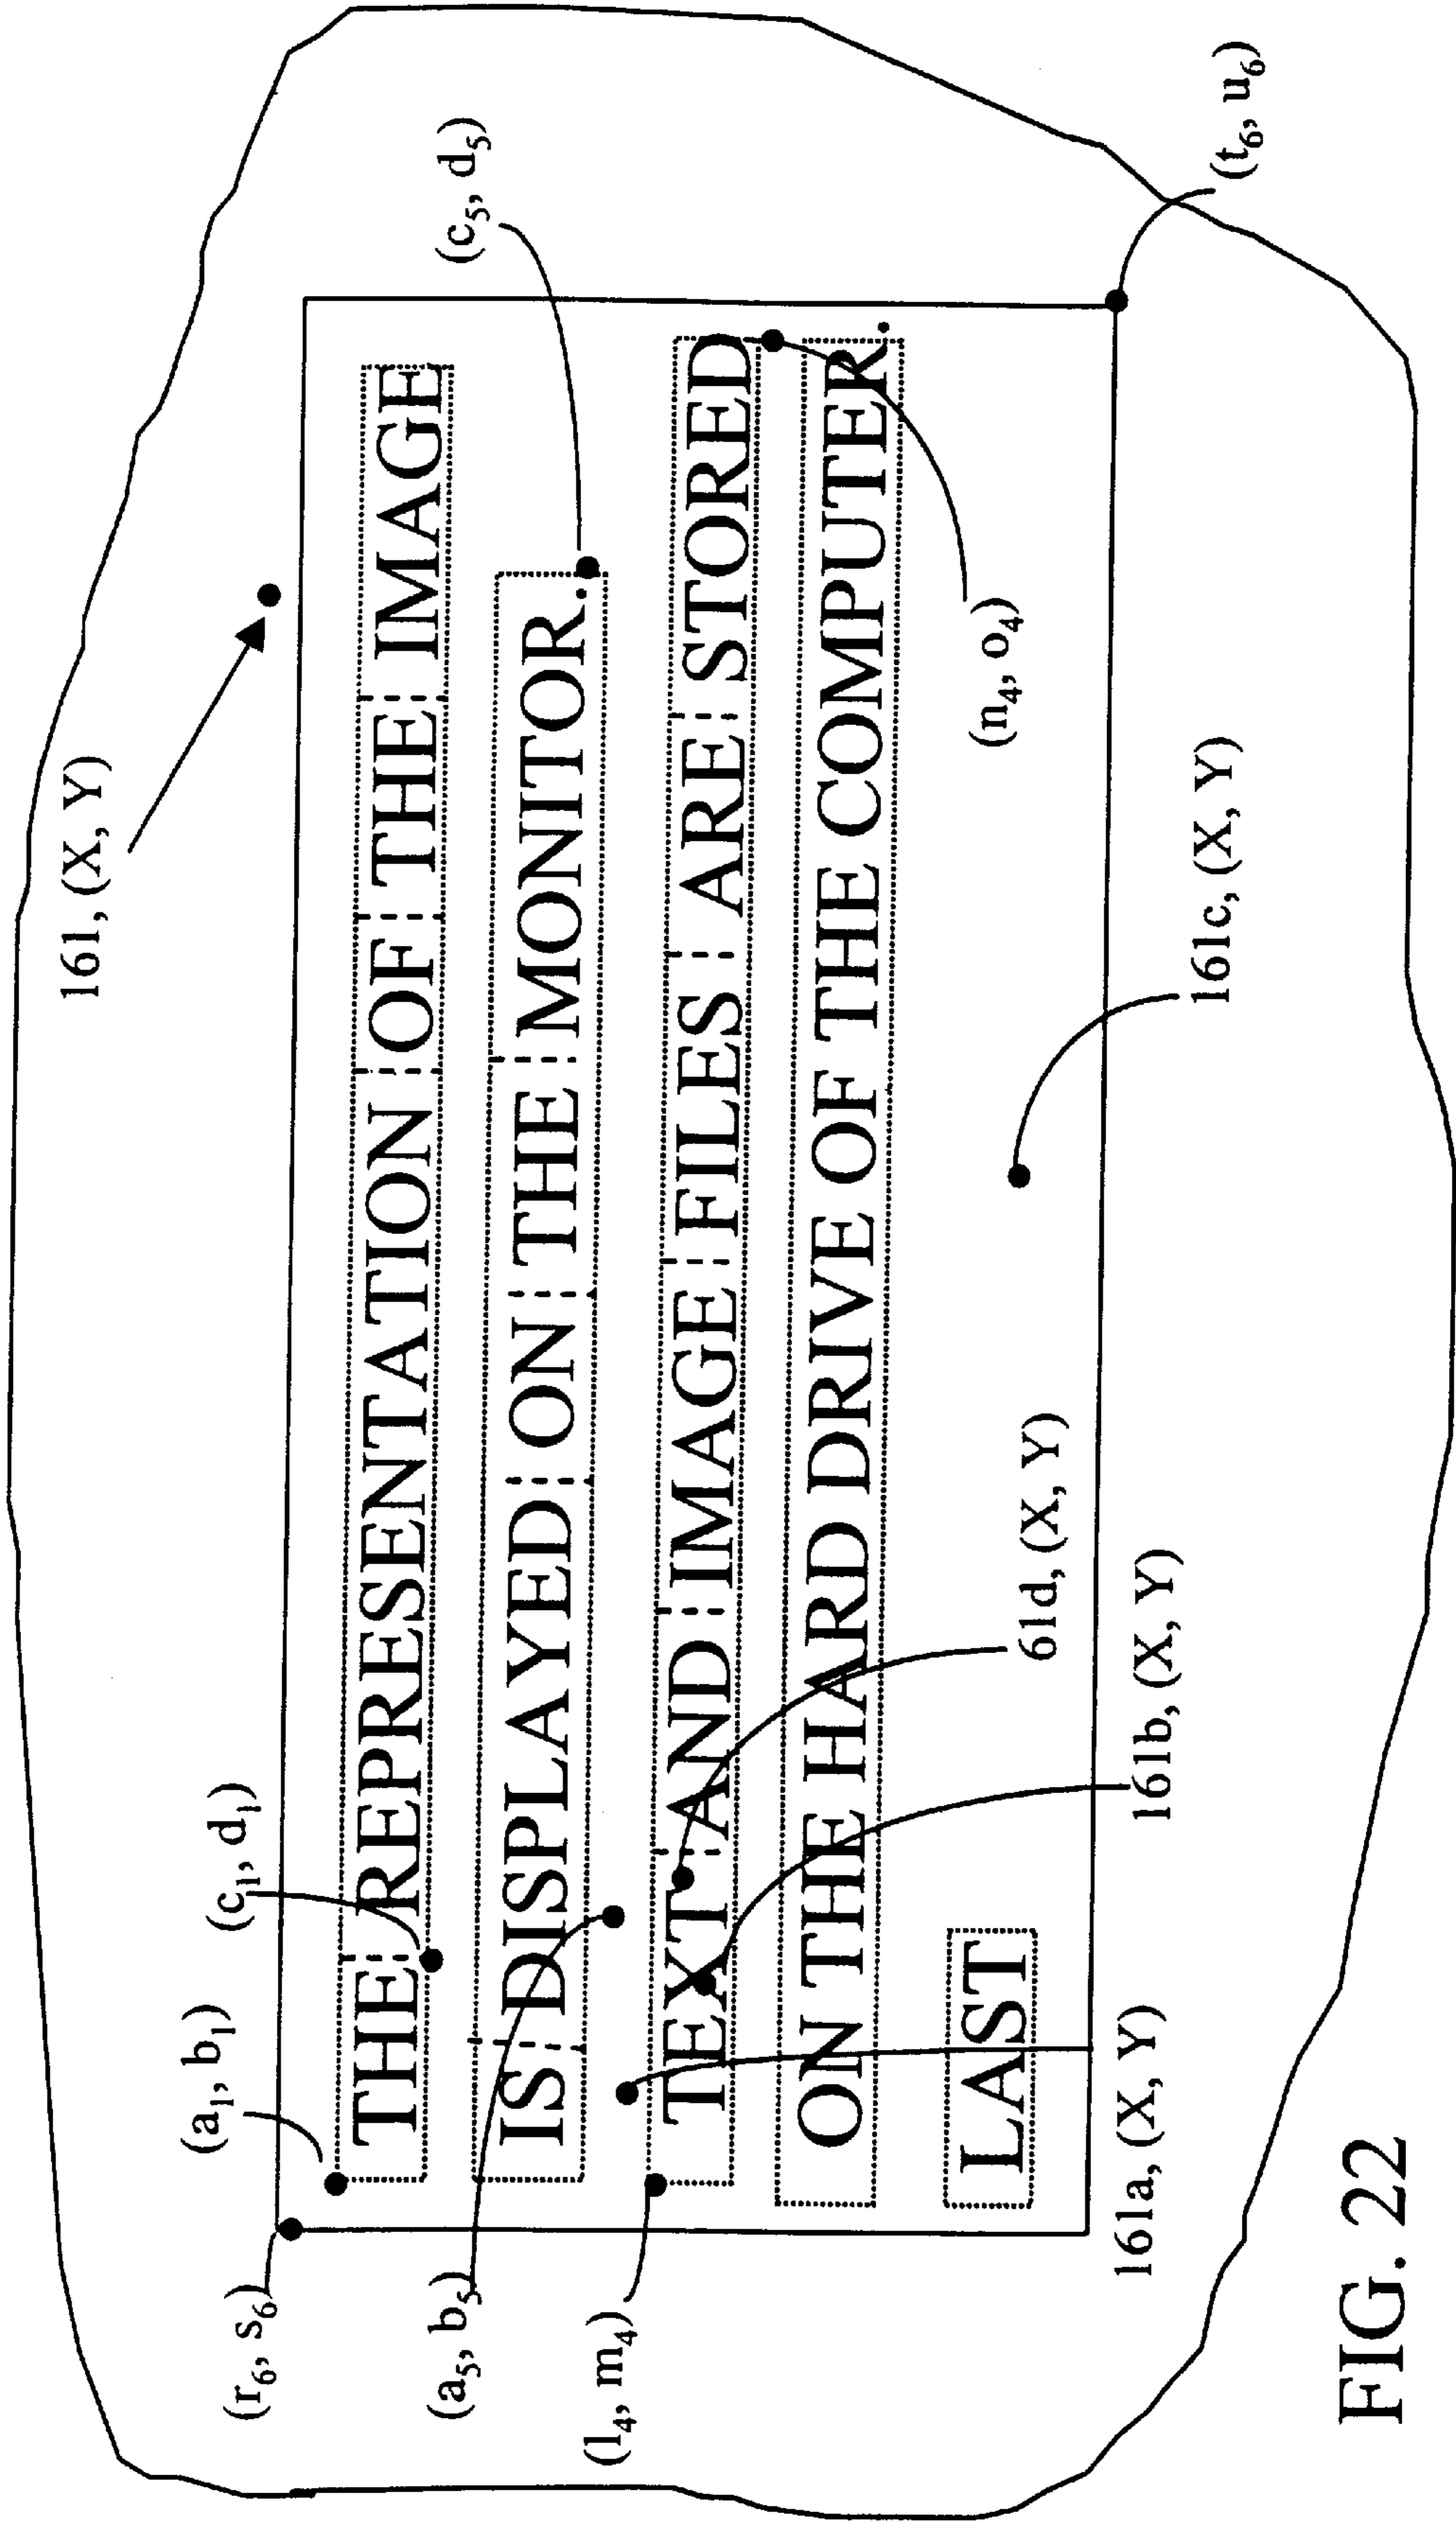 161, (X, Y)
(r₆, s₆)
(a₁, b₁)
(c₁, d₁)
(c₅, d₅)
THE REPRESENTATION OF THE IMAGE
IS DISPLAYED ON THE MONITOR.
(a₅, b₅)
TEXT AND IMAGE FILES ARE STORED
(l₄, m₄)
ON THE HARD DRIVE OF THE COMPUTER.
(n₄, o₄)
LAST
61d, (X, Y)
161a, (X, Y)
161b, (X, Y)
161c, (X, Y)
(t₆, u₆)
FIG. 22